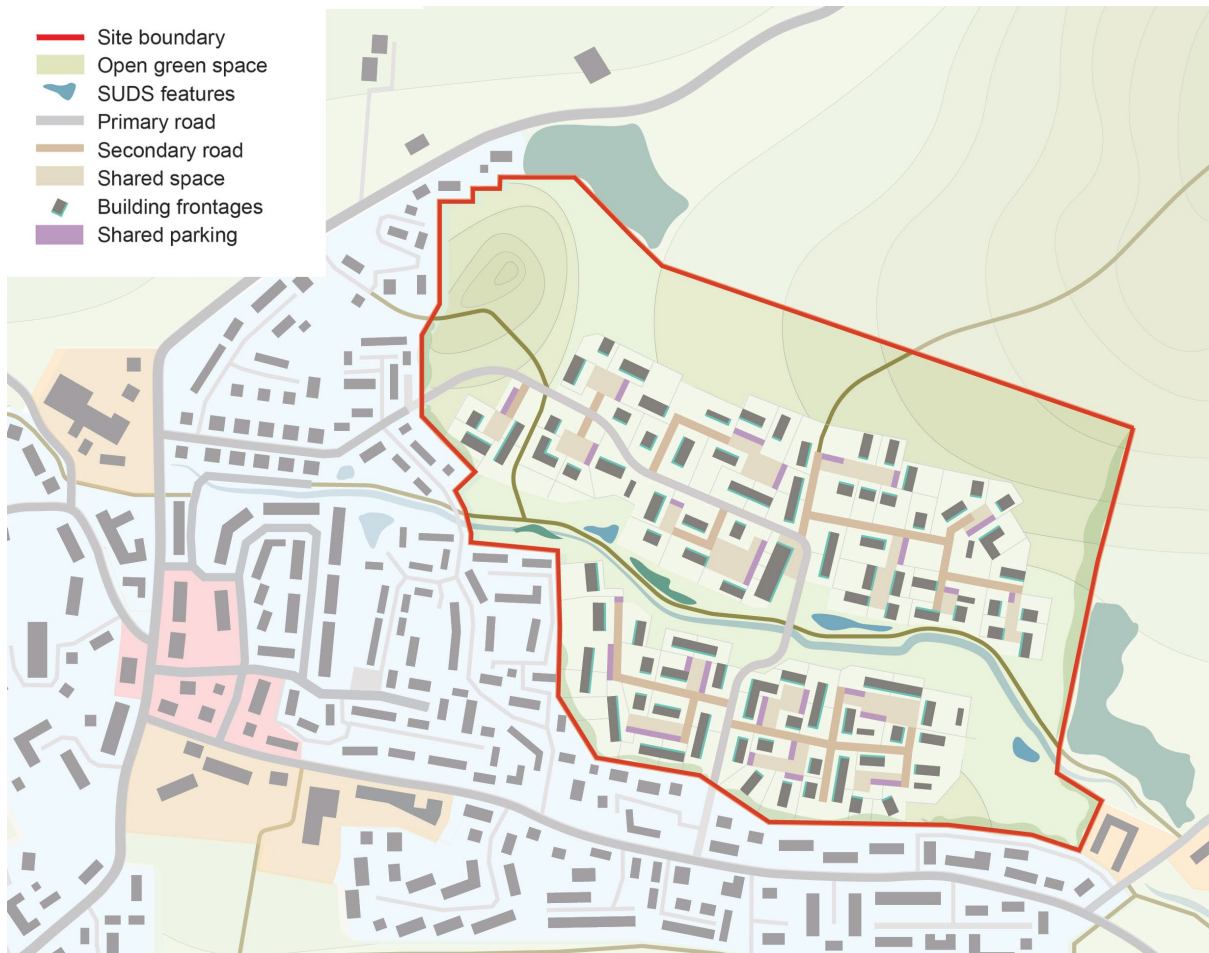 Site boundary
Open green space
SUDS features
Primary road
Secondary road
Shared space
Building frontages
Shared parking